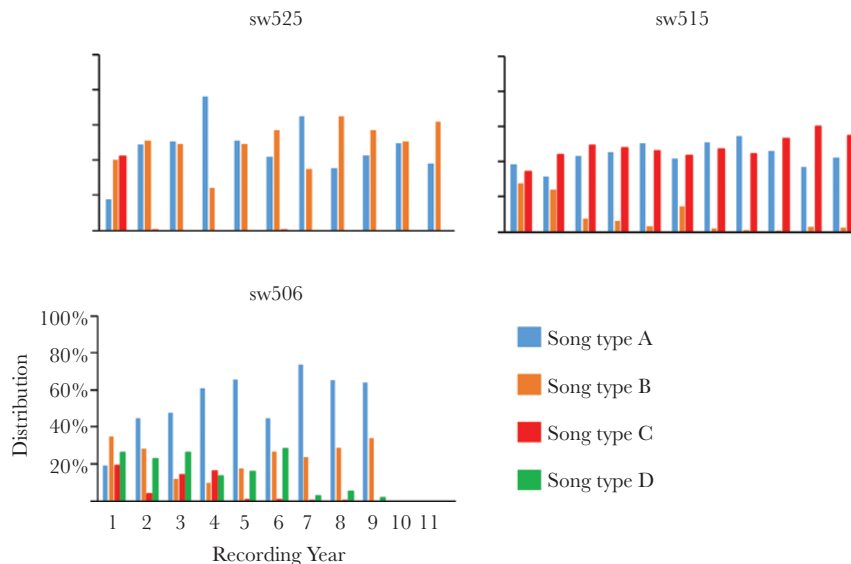 sw525
sw515
sw506
100%
80%
60%
40%
20%
Distribution
1 2 3 4 5 6 7 8 9 10 11
Recording Year
Song type A
Song type B
Song type C
Song type D